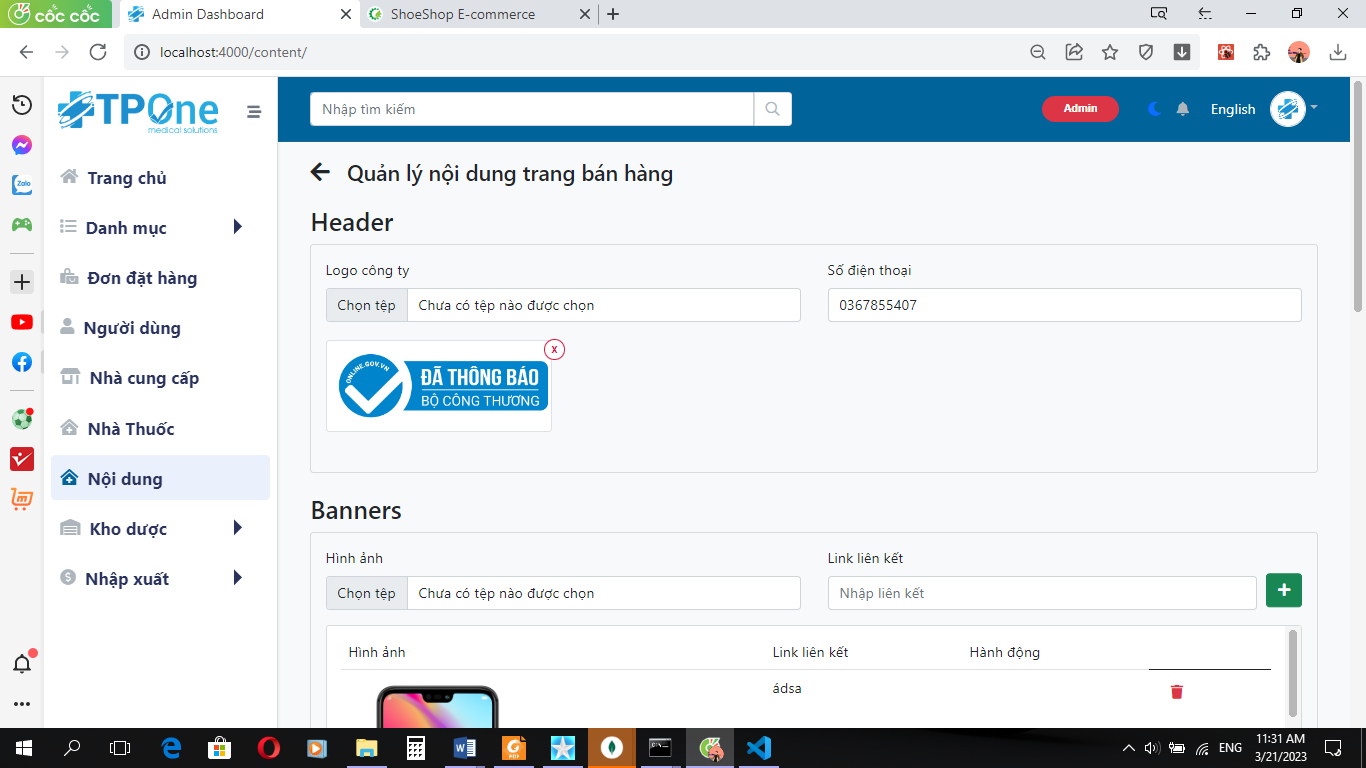 cốc cốc
Admin Dashboard
ShoeShop E-commerce
localhost:4000/content/
Zalo
TPOne
medical solutions
Nhập tìm kiếm
Admin
English
Trang chủ
Danh mục
Đơn đặt hàng
Người dùng
Nhà cung cấp
Nhà Thuốc
Nội dung
Kho dược
Nhập xuất
Quản lý nội dung trang bán hàng
Header
Logo công ty
Số điện thoại
Chọn tệp
Chưa có tệp nào được chọn
0367855407
X
ONLINE.GOV.VN
ĐÃ THÔNG BÁO
BỘ CÔNG THƯƠNG
Banners
Hình ảnh
Link liên kết
Chọn tệp
Chưa có tệp nào được chọn
Nhập liên kết
+
Hình ảnh
Link liên kết
Hành động
ádsa
ENG
11:31 AM
3/21/2023